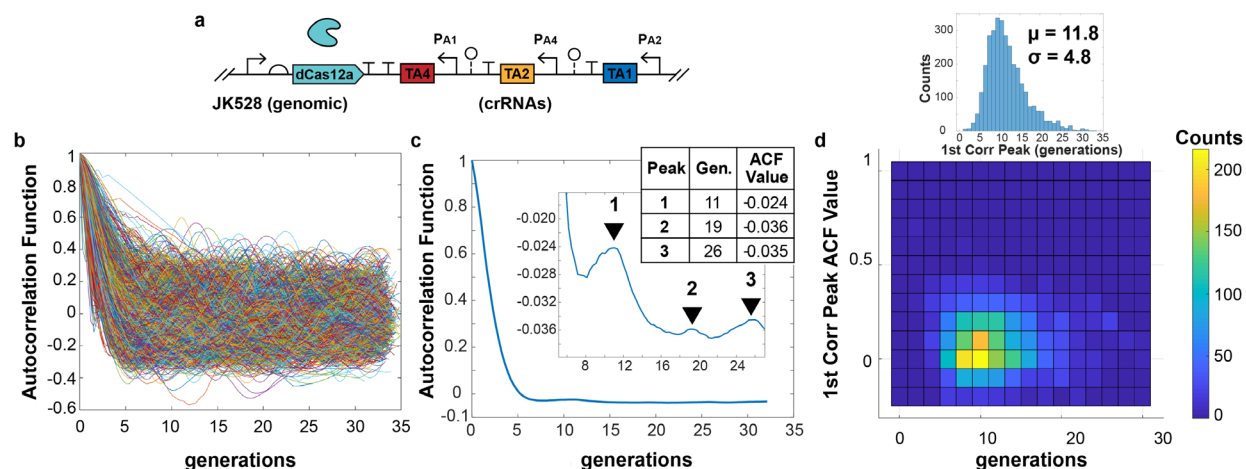 a
PA1
PA4
PA2
dCas12a
TA4
TA2
TA1
JK528 (genomic)
(crRNAs)
b
Autocorrelation Function
1
0.8
0.6
0.4
0.2
0
-0.2
-0.4
-0.6
0 5 10 15 20 25 30 35
generations
c
Autocorrelation Function
1
0.8
0.6
0.4
0.2
0
-0.1
0 5 10 15 20 25 30
generations
-0.020
-0.024
-0.028
-0.032
-0.036
8 12 16 20 24
1
2
3
Peak Gen. ACF Value
1 11 -0.024
2 19 -0.036
3 26 -0.035
d
Counts
300
200
100
0
0 5 10 15 20 25 30 35
1st Corr Peak (generations)
μ = 11.8
σ = 4.8
1st Corr Peak ACF Value
1
0.5
0
0 10 20 30
generations
Counts
200
150
100
50
0